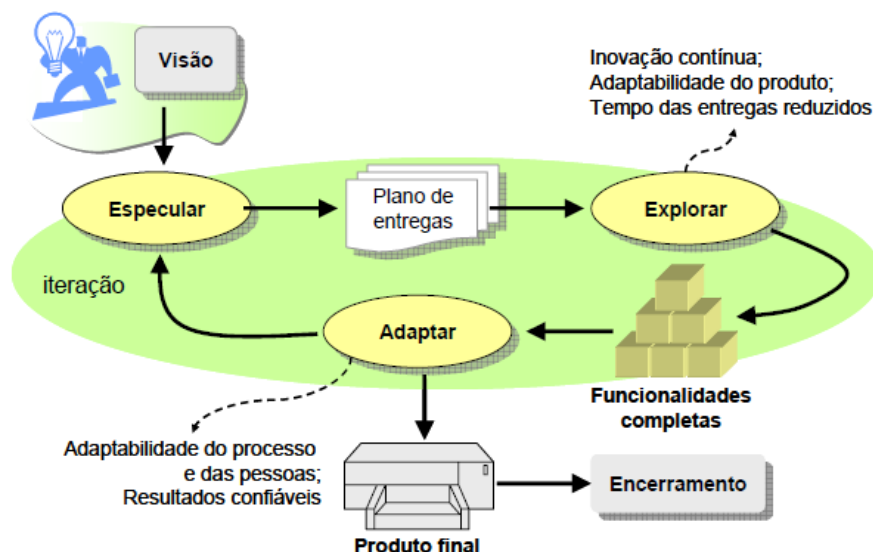 Visão
Inovação contínua;
Adaptabilidade do produto;
Tempo das entregas reduzidos
Especular
Plano de
entregas
Explorar
iteração
Adaptar
Funcionalidades
completas
Adaptabilidade do processo
e das pessoas;
Resultados confiáveis
Encerramento
Produto final